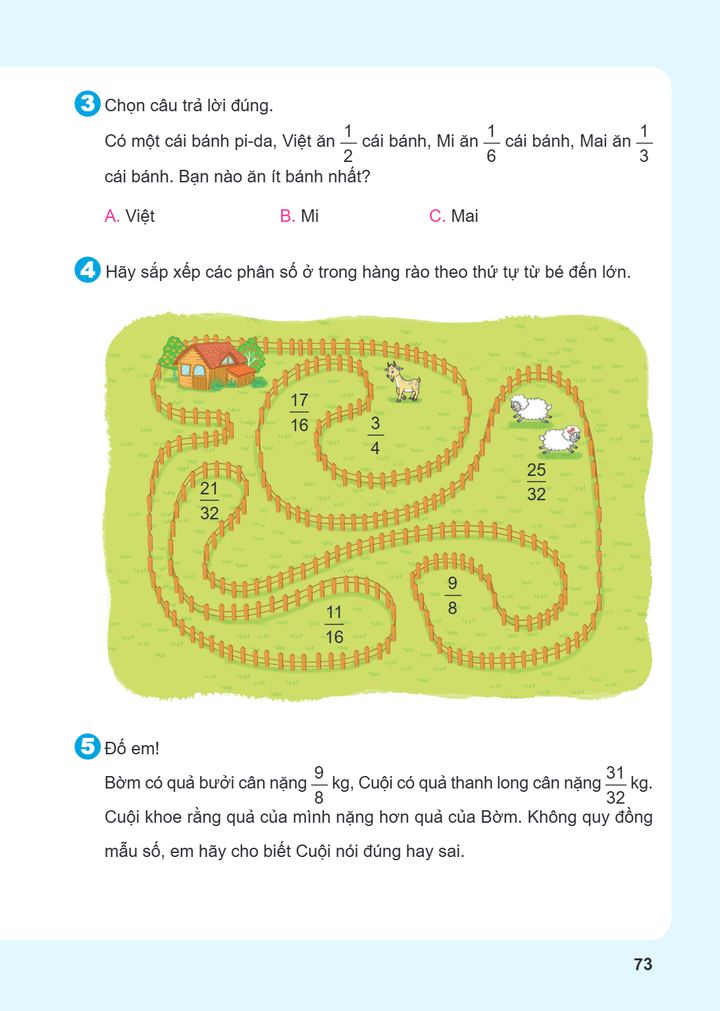 3 Chọn câu trả lời đúng.
Có một cái bánh pi-da, Việt ăn 1/2 cái bánh, Mi ăn 1/6 cái bánh, Mai ăn 1/3
cái bánh. Bạn nào ăn ít bánh nhất?
A. Việt B. Mi C. Mai
4 Hãy sắp xếp các phân số ở trong hàng rào theo thứ tự từ bé đến lớn.
17/16
3/4
25/32
21/32
9/8
11/16
5 Đố em!
Bờm có quả bưởi cân nặng 9/8 kg, Cuội có quả thanh long cân nặng 31/32 kg.
Cuội khoe rằng quả của mình nặng hơn quả của Bờm. Không quy đồng
mẫu số, em hãy cho biết Cuội nói đúng hay sai.
73